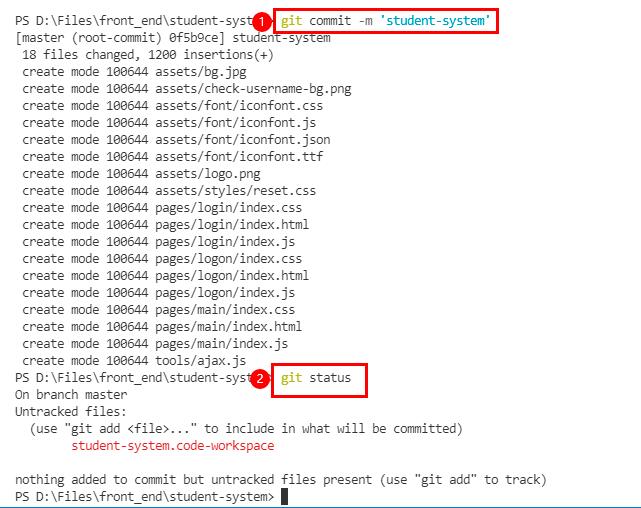 PS D:\Files\front_end\student-syst 1 git commit -m 'student-system'
[master (root-commit) 0f5b9ce] student-system
 18 files changed, 1200 insertions(+)
 create mode 100644 assets/bg.jpg
 create mode 100644 assets/check-username-bg.png
 create mode 100644 assets/font/iconfont.css
 create mode 100644 assets/font/iconfont.js
 create mode 100644 assets/font/iconfont.json
 create mode 100644 assets/font/iconfont.ttf
 create mode 100644 assets/logo.png
 create mode 100644 assets/styles/reset.css
 create mode 100644 pages/login/index.css
 create mode 100644 pages/login/index.html
 create mode 100644 pages/login/index.js
 create mode 100644 pages/logon/index.css
 create mode 100644 pages/logon/index.html
 create mode 100644 pages/logon/index.js
 create mode 100644 pages/main/index.css
 create mode 100644 pages/main/index.html
 create mode 100644 pages/main/index.js
 create mode 100644 tools/ajax.js
PS D:\Files\front_end\student-syst 2 git status
On branch master
Untracked files:
  (use "git add <file>..." to include in what will be committed)
        student-system.code-workspace

nothing added to commit but untracked files present (use "git add" to track)
PS D:\Files\front_end\student-system>